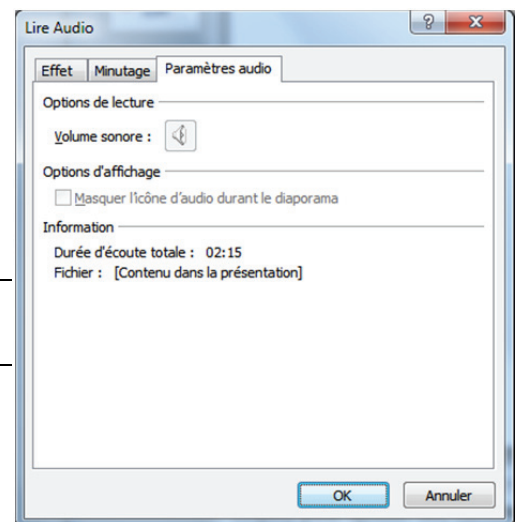 Lire Audio
Effet Minutage Paramètres audio
Options de lecture
Volume sonore :
Options d'affichage
Masquer l'icône d'audio durant le diaporama
Information
Durée d'écoute totale : 02:15
Fichier : [Contenu dans la présentation]
OK Annuler